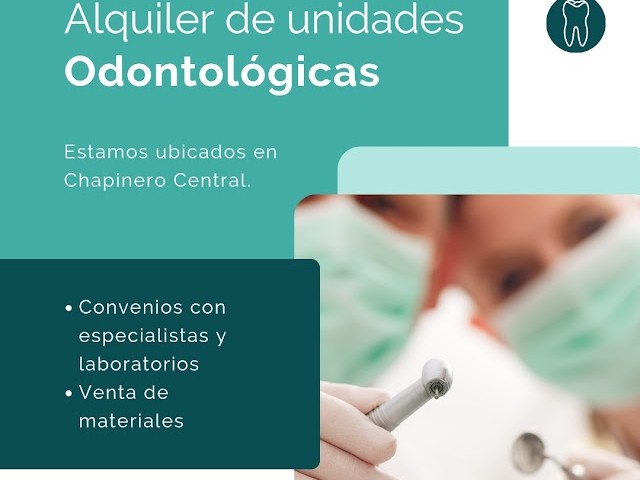 Alquiler de unidades
Odontológicas
Estamos ubicados en
Chapinero Central.
• Convenios con
especialistas y
laboratorios
• Venta de
materiales